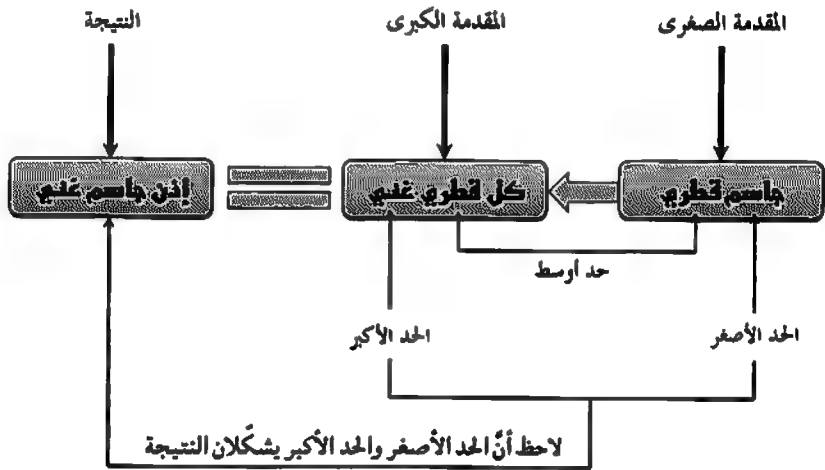 المقدمة الصغرى
المقدمة الكبرى
النتيجة
جاسم قطري
كل قطري غني
إذن جاسم غني
حد أوسط
الحد الأصغر
الحد الأكبر
لاحظ أنَّ الحد الأصغر والحد الأكبر يشكّلان النتيجة